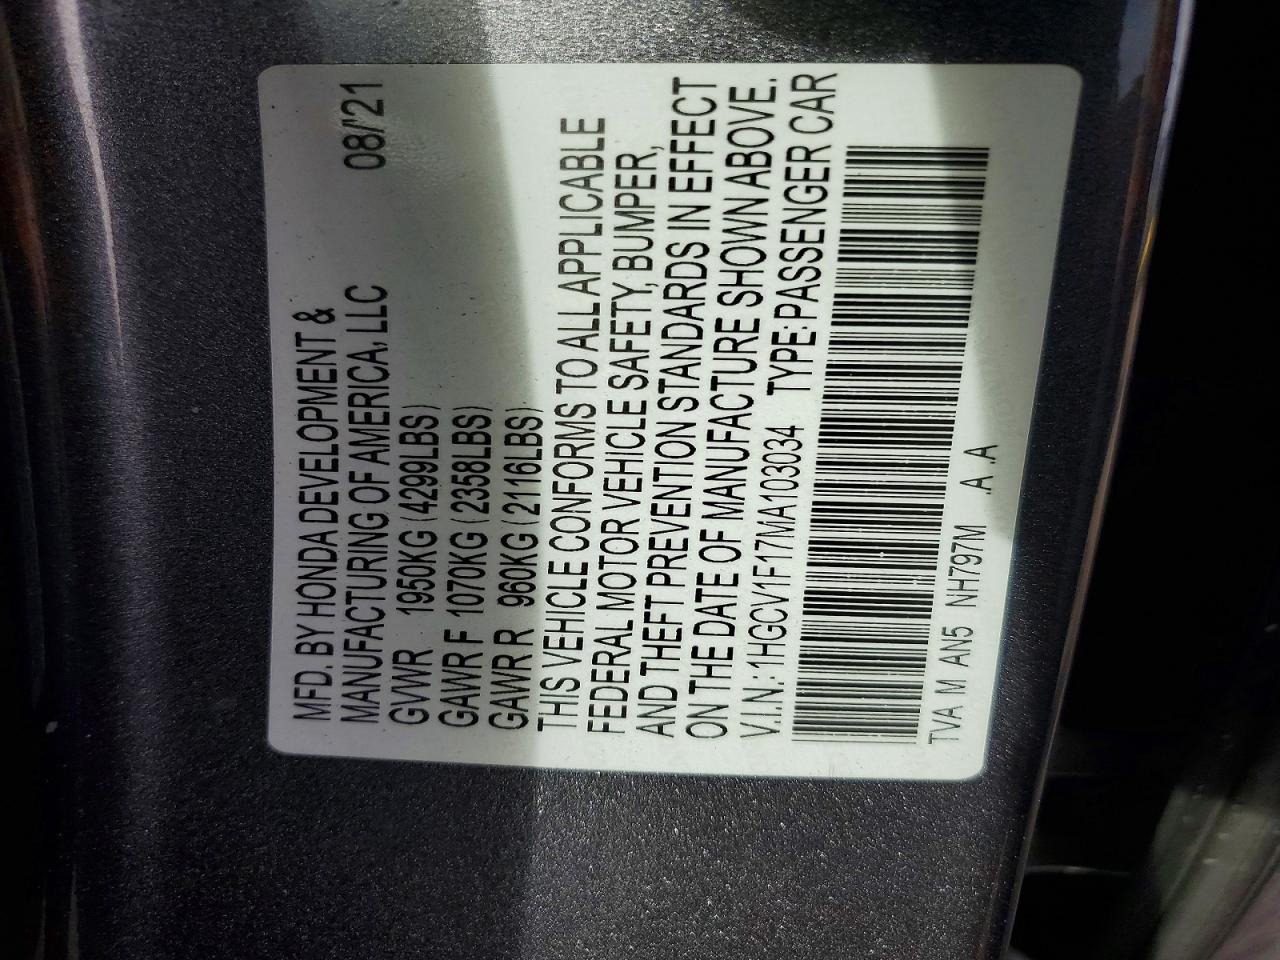 MFD. BY HONDA DEVELOPMENT &
MANUFACTURING OF AMERICA, LLC 08/'21
GVWR 1950KG (4299LBS)
GAWR F 1070KG (2358LBS)
GAWR R 960KG (2116LBS)
THIS VEHICLE CONFORMS TO ALL APPLICABLE
FEDERAL MOTOR VEHICLE SAFETY, BUMPER,
AND THEFT PREVENTION STANDARDS IN EFFECT
ON THE DATE OF MANUFACTURE SHOWN ABOVE.
V.I.N.: 1HGCV1F17MA103034 TYPE: PASSENGER CAR
TVA M AN5 NH797M .A .A